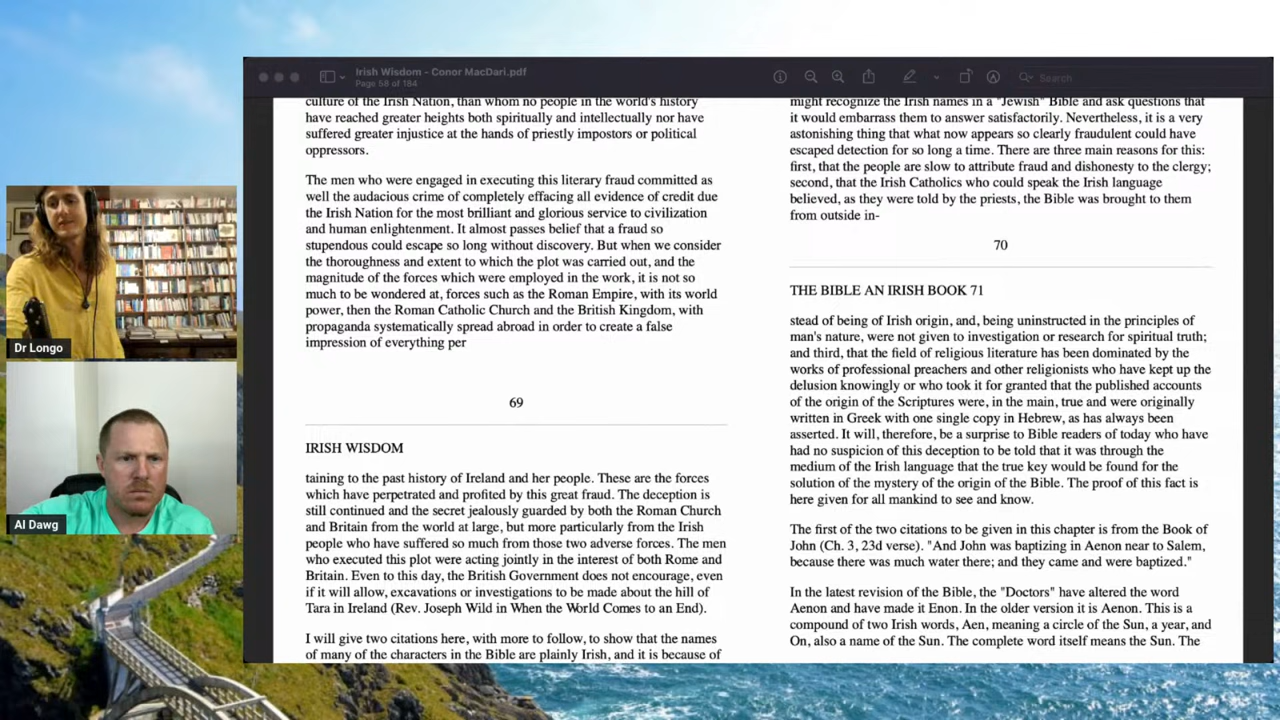 Irish Wisdom - Conor MacDari.pdf
Page 58 of 184
Search
culture of the Irish Nation, than whom no people in the world's history
have reached greater heights both spiritually and intellectually nor have
suffered greater injustice at the hands of priestly impostors or political
oppressors.
The men who were engaged in executing this literary fraud committed as
well the audacious crime of completely effacing all evidence of credit due
the Irish Nation for the most brilliant and glorious service to civilization
and human enlightenment. It almost passes belief that a fraud so
stupendous could escape so long without discovery. But when we consider
the thoroughness and extent to which the plot was carried out, and the
magnitude of the forces which were employed in the work, it is not so
much to be wondered at, forces such as the Roman Empire, with its world
power, then the Roman Catholic Church and the British Kingdom, with
propaganda systematically spread abroad in order to create a false
impression of everything per
69
IRISH WISDOM
taining to the past history of Ireland and her people. These are the forces
which have perpetrated and profited by this great fraud. The deception is
still continued and the secret jealously guarded by both the Roman Church
and Britain from the world at large, but more particularly from the Irish
people who have suffered so much from those two adverse forces. The men
who executed this plot were acting jointly in the interest of both Rome and
Britain. Even to this day, the British Government does not encourage, even
if it will allow, excavations or investigations to be made about the hill of
Tara in Ireland (Rev. Joseph Wild in When the World Comes to an End).
I will give two citations here, with more to follow, to show that the names
of many of the characters in the Bible are plainly Irish, and it is because of
might recognize the Irish names in a "Jewish" Bible and ask questions that
it would embarrass them to answer satisfactorily. Nevertheless, it is a very
astonishing thing that what now appears so clearly fraudulent could have
escaped detection for so long a time. There are three main reasons for this:
first, that the people are slow to attribute fraud and dishonesty to the clergy;
second, that the Irish Catholics who could speak the Irish language
believed, as they were told by the priests, the Bible was brought to them
from outside in-
70
THE BIBLE AN IRISH BOOK 71
stead of being of Irish origin, and, being uninstructed in the principles of
man's nature, were not given to investigation or research for spiritual truth;
and third, that the field of religious literature has been dominated by the
works of professional preachers and other religionists who have kept up the
delusion knowingly or who took it for granted that the published accounts
of the origin of the Scriptures were, in the main, true and were originally
written in Greek with one single copy in Hebrew, as has always been
asserted. It will, therefore, be a surprise to Bible readers of today who have
had no suspicion of this deception to be told that it was through the
medium of the Irish language that the true key would be found for the
solution of the mystery of the origin of the Bible. The proof of this fact is
here given for all mankind to see and know.
The first of the two citations to be given in this chapter is from the Book of
John (Ch. 3, 23d verse). "And John was baptizing in Aenon near to Salem,
because there was much water there; and they came and were baptized."
In the latest revision of the Bible, the "Doctors" have altered the word
Aenon and have made it Enon. In the older version it is Aenon. This is a
compound of two Irish words, Aen, meaning a circle of the Sun, a year, and
On, also a name of the Sun. The complete word itself means the Sun. The
Dr Longo
Al Dawg